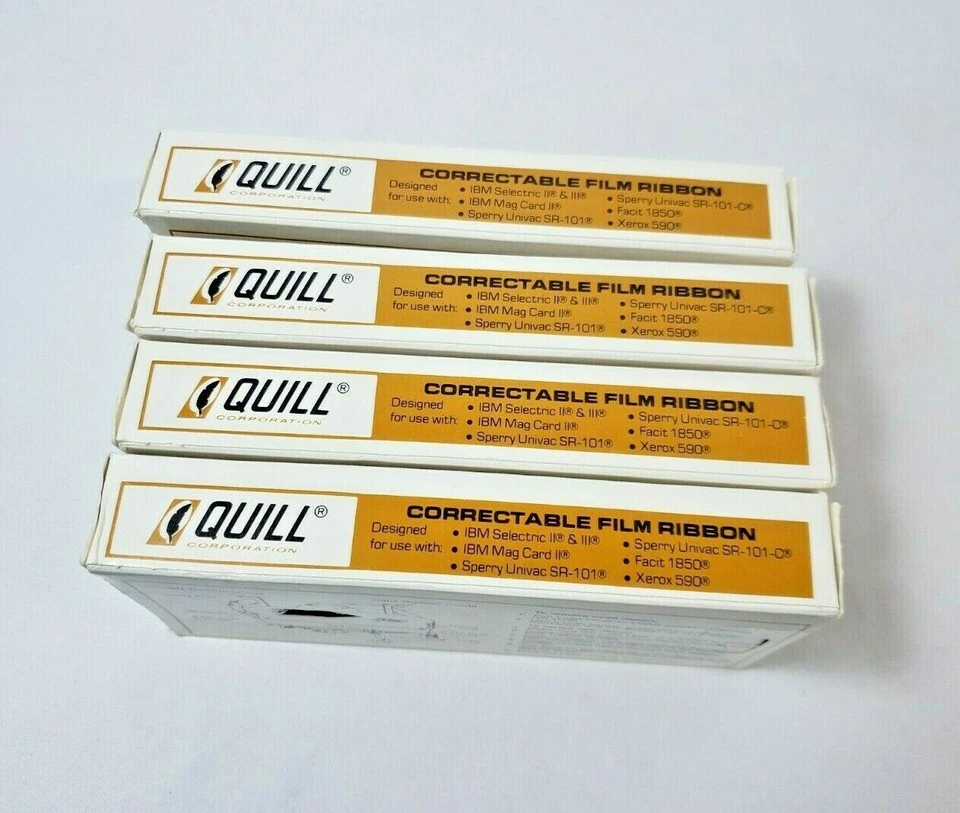 QUILL®
CORPORATION
CORRECTABLE FILM RIBBON
Designed
for use with:
• IBM Selectric II® & III®
• IBM Mag Card II®
• Sperry Univac SR-101®
• Sperry Univac SR-101-C®
• Facit 1850®
• Xerox 590®
QUILL®
CORPORATION
CORRECTABLE FILM RIBBON
Designed
for use with:
• IBM Selectric II® & III®
• IBM Mag Card II®
• Sperry Univac SR-101®
• Sperry Univac SR-101-C®
• Facit 1850®
• Xerox 590®
QUILL®
CORPORATION
CORRECTABLE FILM RIBBON
Designed
for use with:
• IBM Selectric II® & III®
• IBM Mag Card II®
• Sperry Univac SR-101®
• Sperry Univac SR-101-C®
• Facit 1850®
• Xerox 590®
QUILL®
CORPORATION
CORRECTABLE FILM RIBBON
Designed
for use with:
• IBM Selectric II® & III®
• IBM Mag Card II®
• Sperry Univac SR-101®
• Sperry Univac SR-101-C®
• Facit 1850®
• Xerox 590®